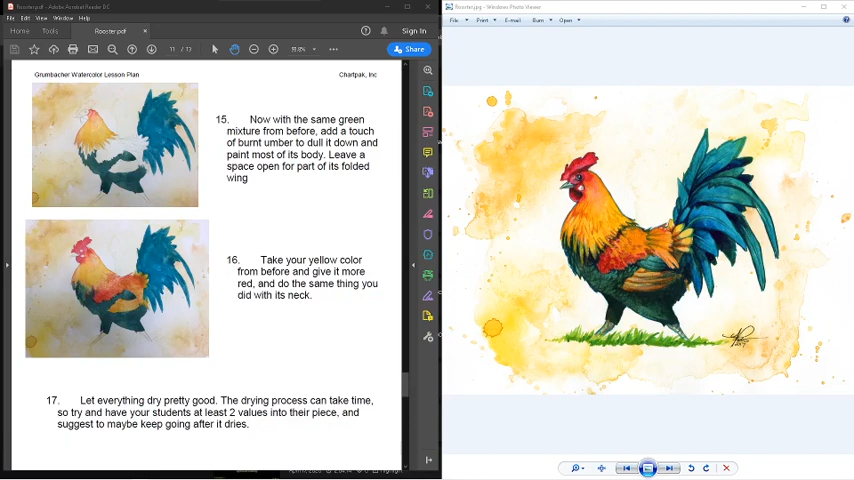 Rooster.pdf - Adobe Acrobat Reader DC
File Edit View Window Help
Home Tools
Rooster.pdf
Sign In
11 / 13
Share
Grumbacher Watercolor Lesson Plan
Chartpak, Inc
15. Now with the same green
mixture from before, add a touch
of burnt umber to dull it down and
paint most of its body. Leave a
space open for part of its folded
wing
16. Take your yellow color
from before and give it more
red, and do the same thing you
did with its neck.
17. Let everything dry pretty good. The drying process can take time,
so try and have your students at least 2 values into their piece, and
suggest to maybe keep going after it dries.
Rooster.jpg - Windows Photo Viewer
File Print E-mail Burn Open